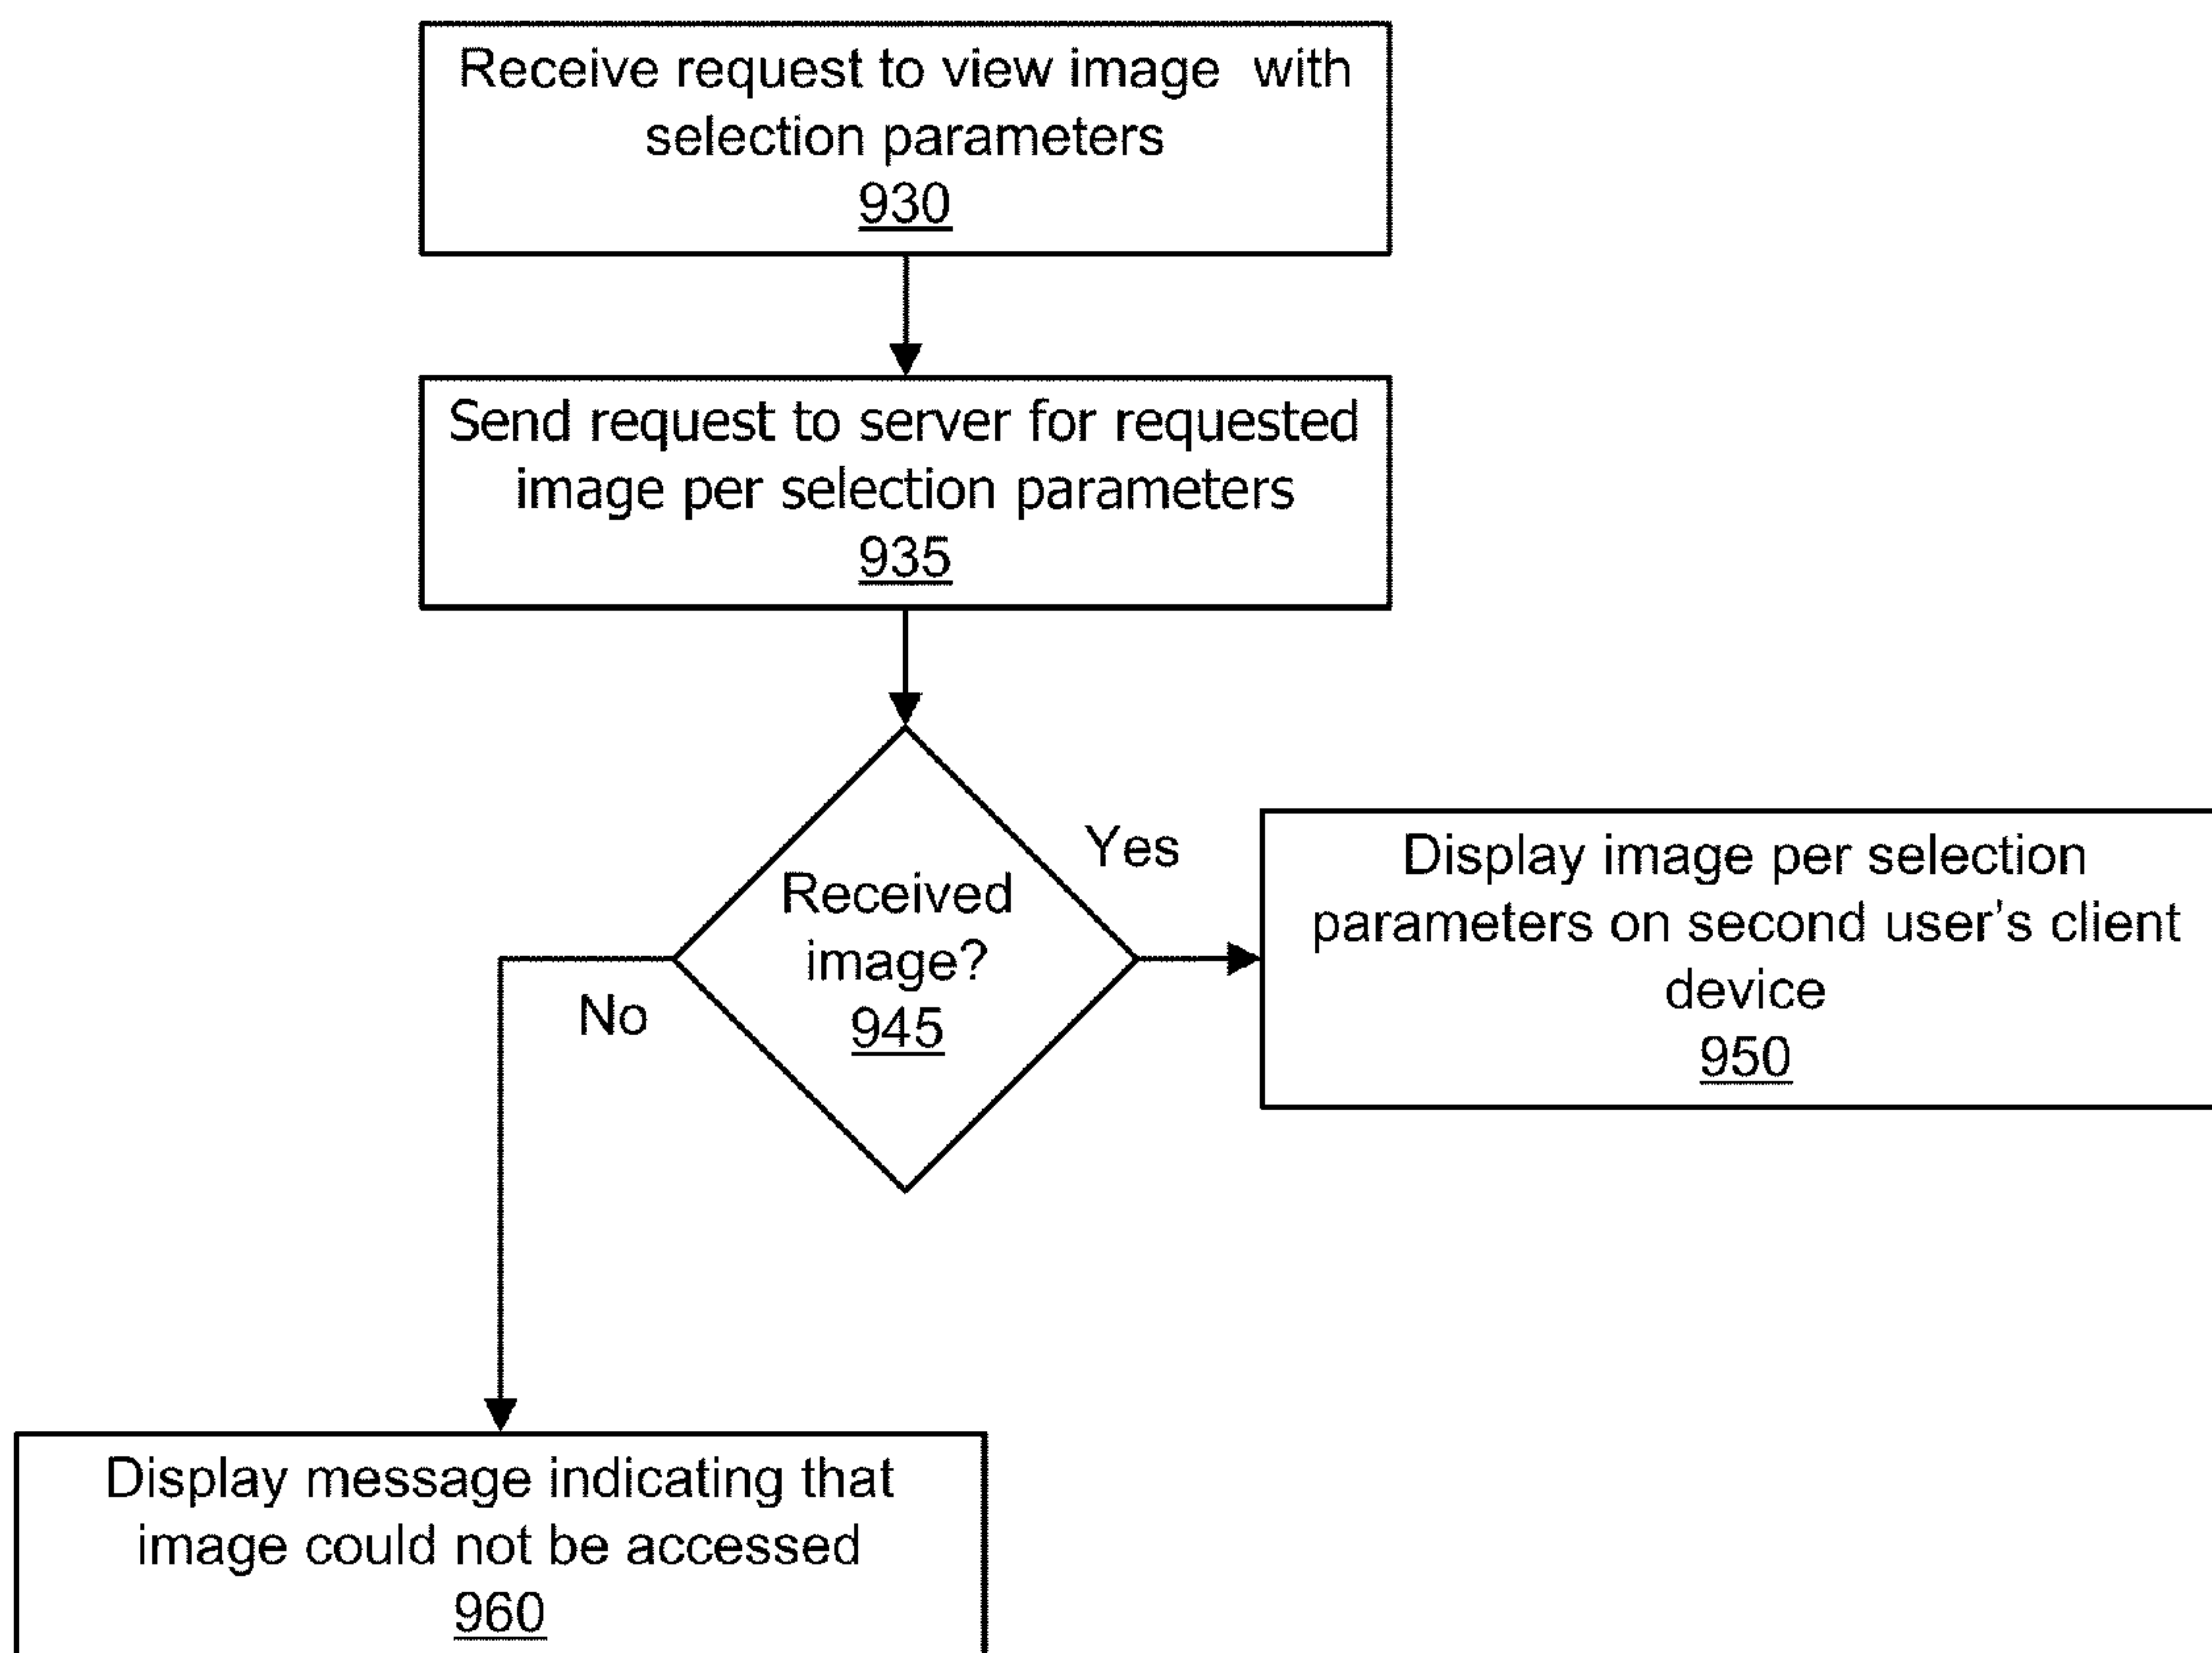 Receive request to view image with
selection parameters
930
Send request to server for requested
image per selection parameters
935
Yes
Received
image?
945
No
Display image per selection
parameters on second user's client
device
950
Display message indicating that
image could not be accessed
960